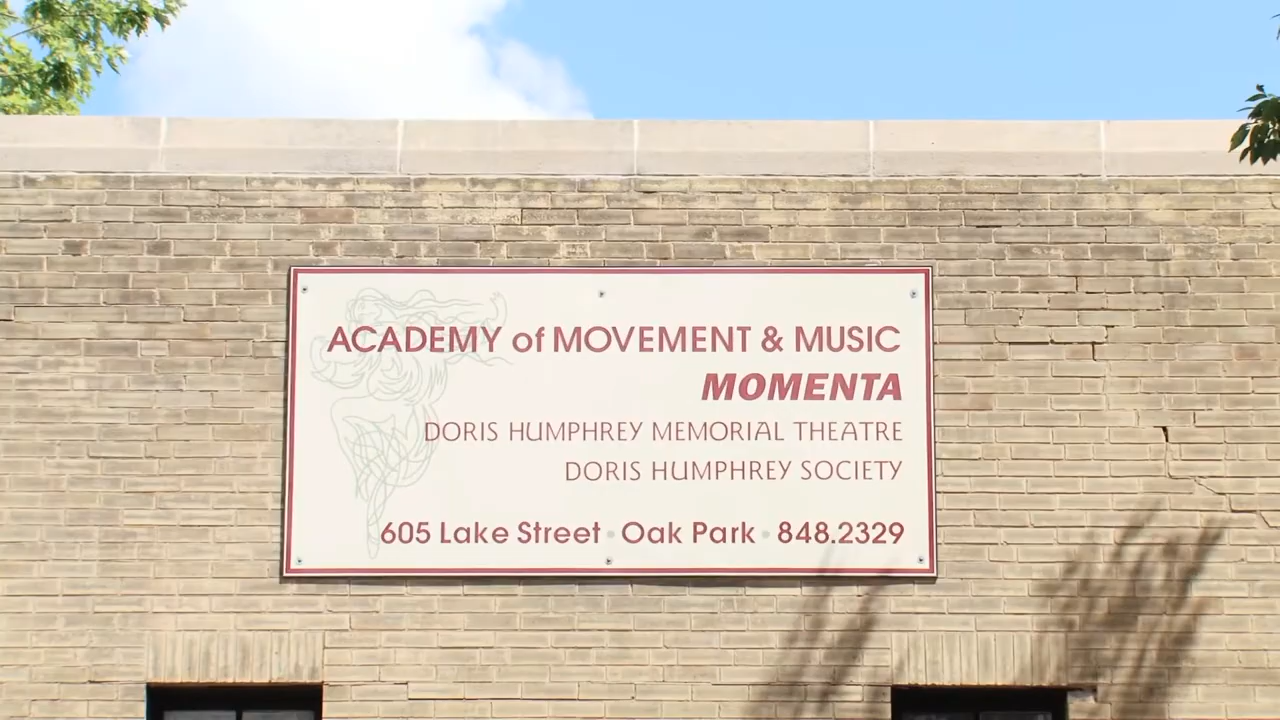 ACADEMY of MOVEMENT & MUSIC
MOMENTA
DORIS HUMPHREY MEMORIAL THEATRE
DORIS HUMPHREY SOCIETY
605 Lake Street • Oak Park • 848.2329